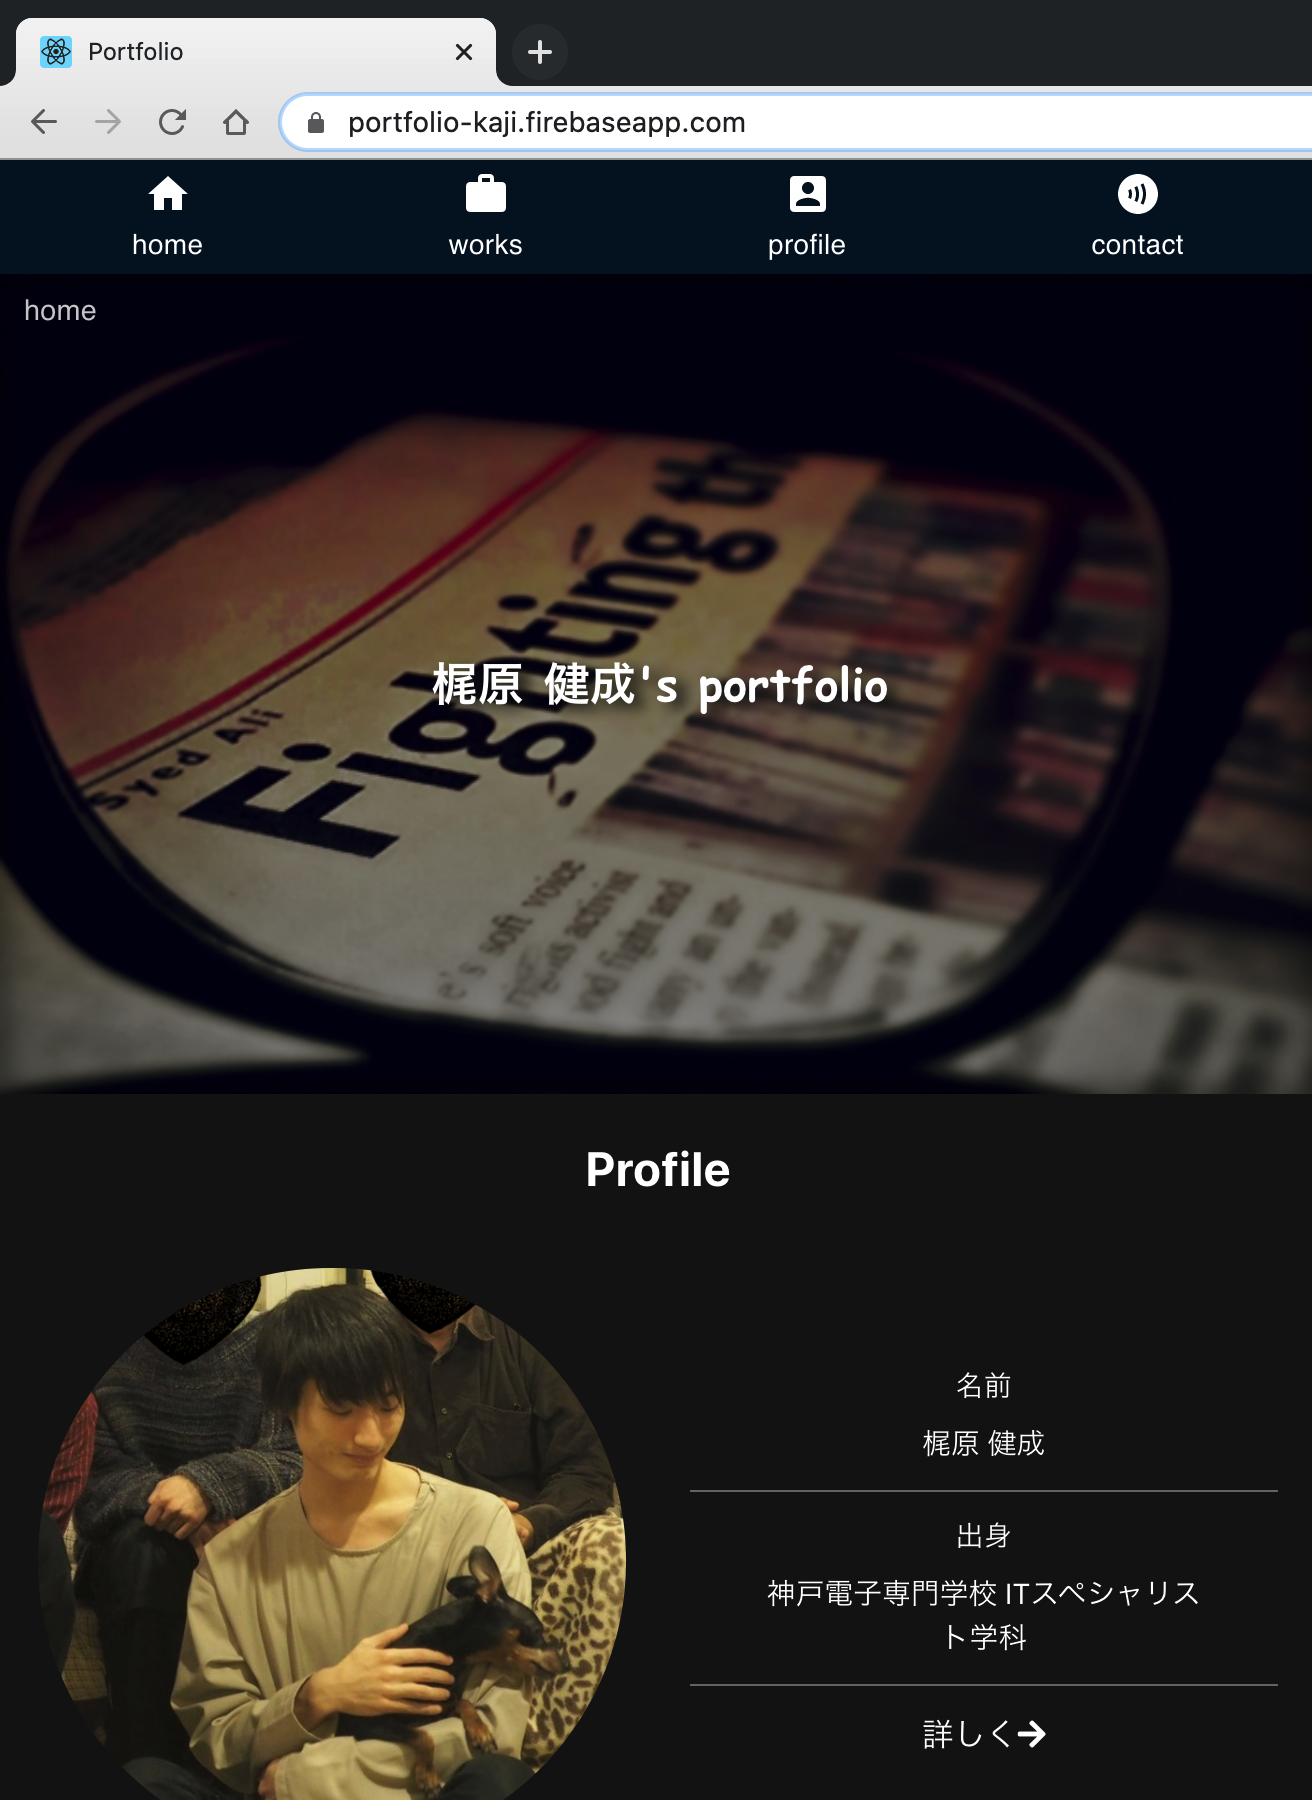 Portfolio
portfolio-kaji.firebaseapp.com
home works profile contact
home
Fighting
Syed Ali
梶原 健成's portfolio
e's soft voice
Profile
名前
梶原 健成
出身
神戸電子専門学校 ITスペシャリス
ト学科
詳しく